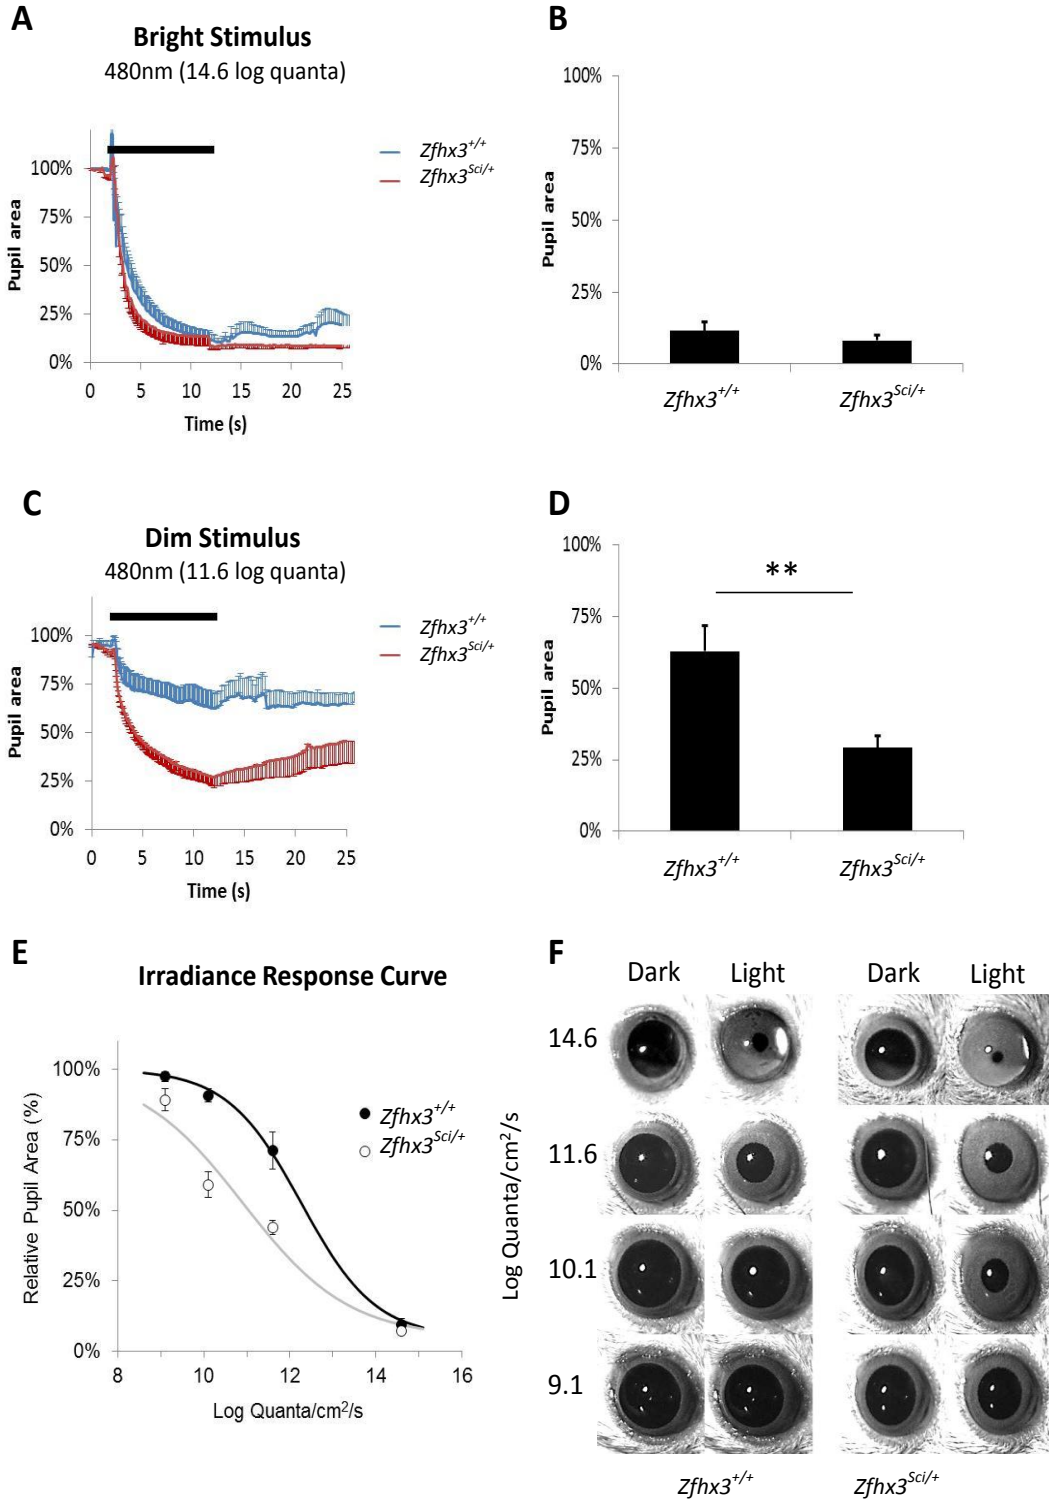 A
Bright Stimulus
480nm (14.6 log quanta)
Pupil area
100%
75%
50%
25%
0%
0 5 10 15 20 25
Time (s)
Zfhx3+/+
Zfhx3Sci/+
B
Pupil area
100%
75%
50%
25%
0%
Zfhx3+/+ Zfhx3Sci/+
C
Dim Stimulus
480nm (11.6 log quanta)
Pupil area
100%
75%
50%
25%
0%
0 5 10 15 20 25
Time (s)
Zfhx3+/+
Zfhx3Sci/+
D
Pupil area
100%
75%
50%
25%
0%
**
Zfhx3+/+ Zfhx3Sci/+
E
Irradiance Response Curve
Relative Pupil Area (%)
100%
75%
50%
25%
0%
8 10 12 14 16
Log Quanta/cm²/s
Zfhx3+/+
Zfhx3Sci/+
F
Dark Light Dark Light
Log Quanta/cm²/s
14.6
11.6
10.1
9.1
Zfhx3+/+ Zfhx3Sci/+